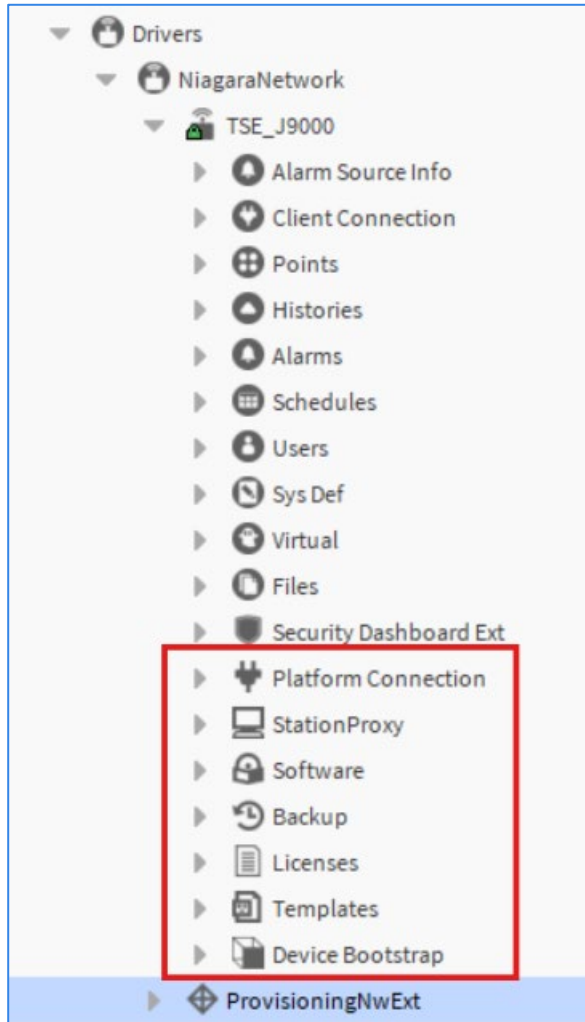 Drivers
NiagaraNetwork
TSE_J9000
Alarm Source Info
Client Connection
Points
Histories
Alarms
Schedules
Users
Sys Def
Virtual
Files
Security Dashboard Ext
Platform Connection
StationProxy
Software
Backup
Licenses
Templates
Device Bootstrap
ProvisioningNwExt